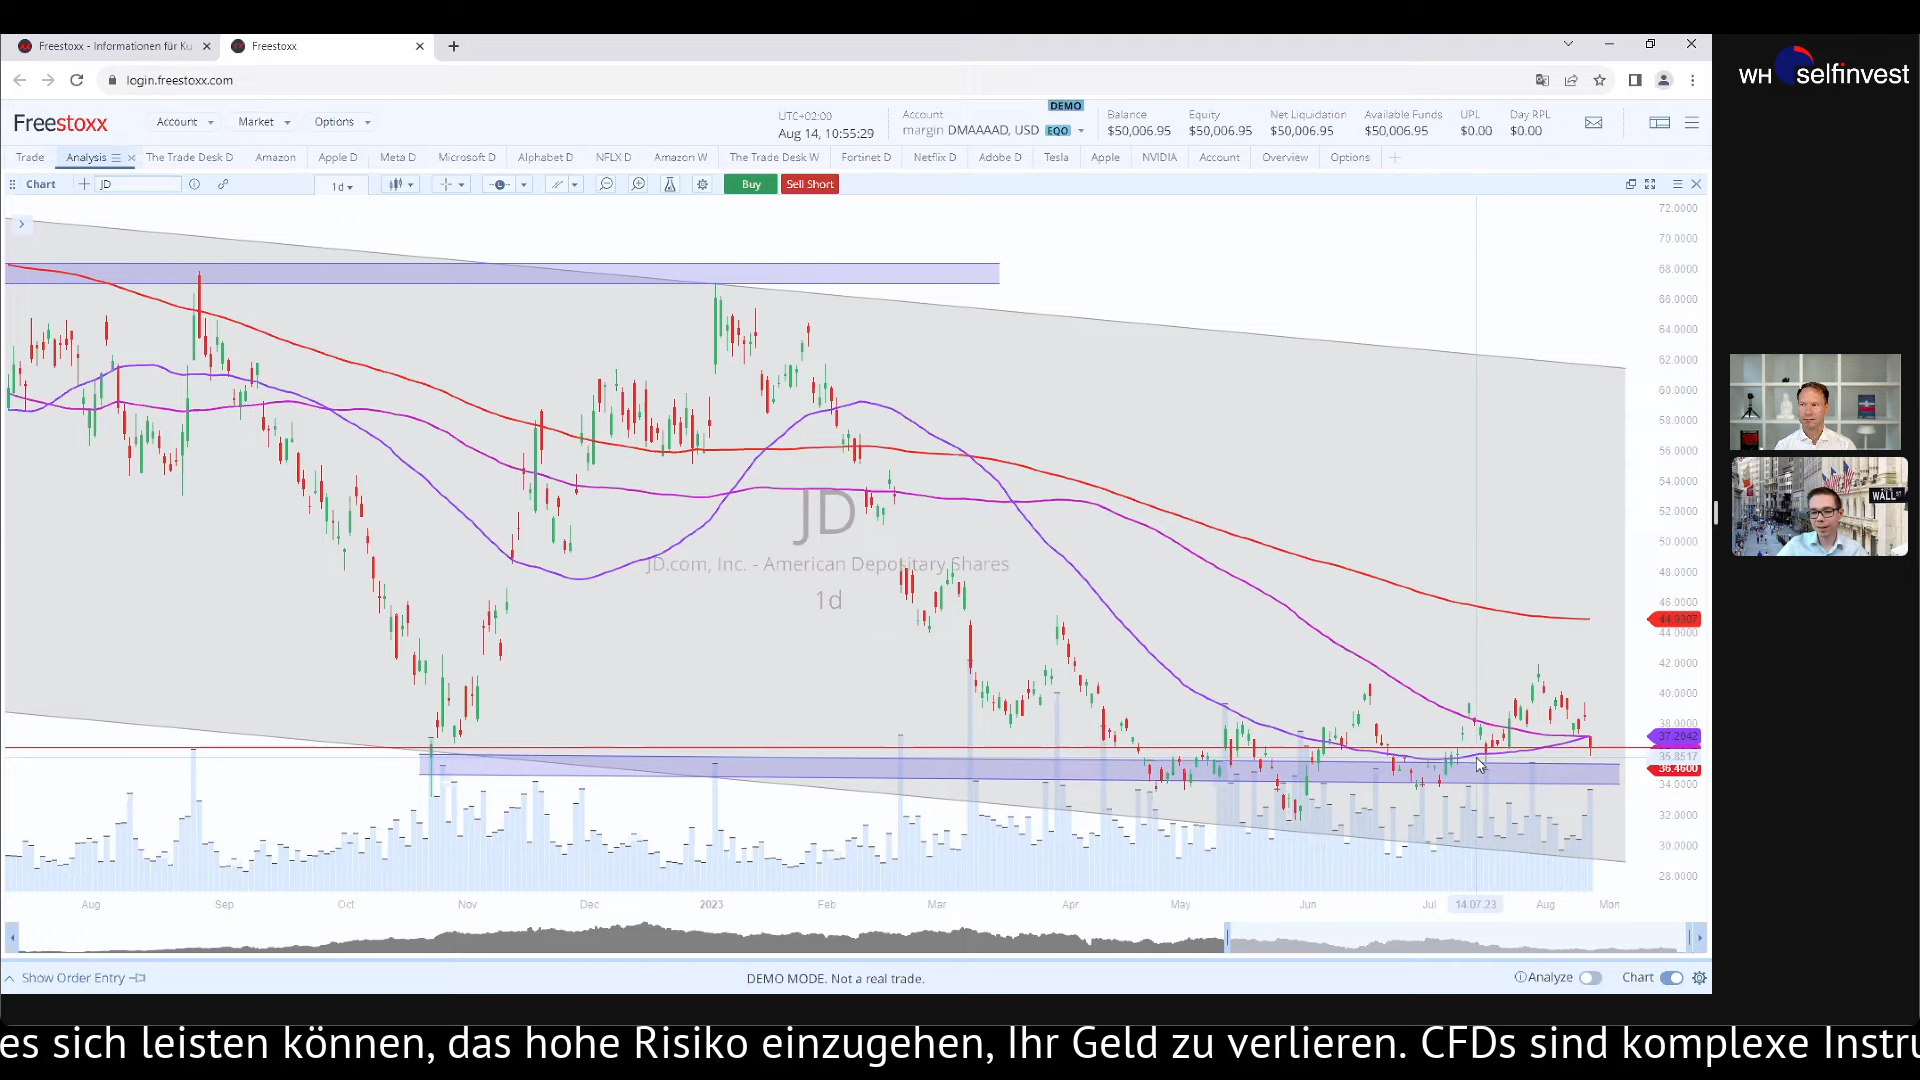 Freestoxx - Informationen für Ku
Freestoxx
login.freestoxx.com
WH selfinvest
Freestoxx
Account
Market
Options
UTC+02:00
Aug 14, 10:55:29
Account
DEMO
margin DMAAAAD, USD EQO
Balance
$50,006.95
Equity
$50,006.95
Net Liquidation
$50,006.95
Available Funds
$50,006.95
UPL
$0.00
Day RPL
$0.00
Trade
Analysis
The Trade Desk D
Amazon
Apple D
Meta D
Microsoft D
Alphabet D
NFLX D
Amazon W
The Trade Desk W
Fortinet D
Netflix D
Adobe D
Tesla
Apple
NVIDIA
Account
Overview
Options
Chart
JD
1d
Buy
Sell Short
72.0000
70.0000
68.0000
66.0000
64.0000
62.0000
60.0000
58.0000
56.0000
54.0000
52.0000
50.0000
48.0000
46.0000
44.9307
44.0000
42.0000
40.0000
38.0000
37.2042
35.8517
36.4600
34.0000
32.0000
30.0000
28.0000
JD
JD.com, Inc. - American Depositary Shares
1d
WALL ST
Aug
Sep
Oct
Nov
Dec
2023
Feb
Mar
Apr
May
Jun
Jul
14.07.23
Aug
Mon
Show Order Entry
DEMO MODE. Not a real trade.
Analyze
Chart
es sich leisten können, das hohe Risiko einzugehen, Ihr Geld zu verlieren. CFDs sind komplexe Instru